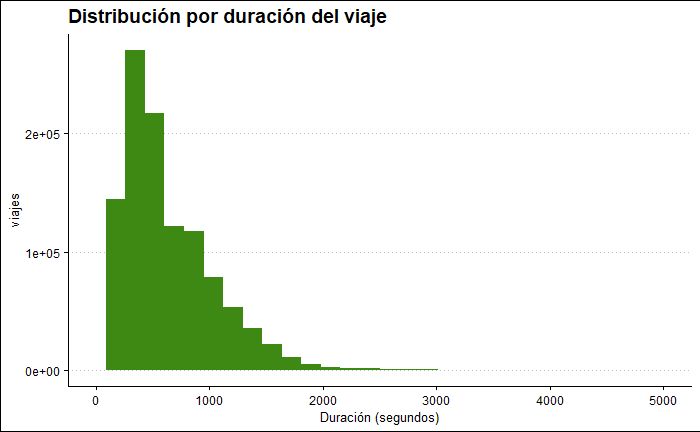 Distribución por duración del viaje
viajes
2e+05
1e+05
0e+00
0 1000 2000 3000 4000 5000
Duración (segundos)